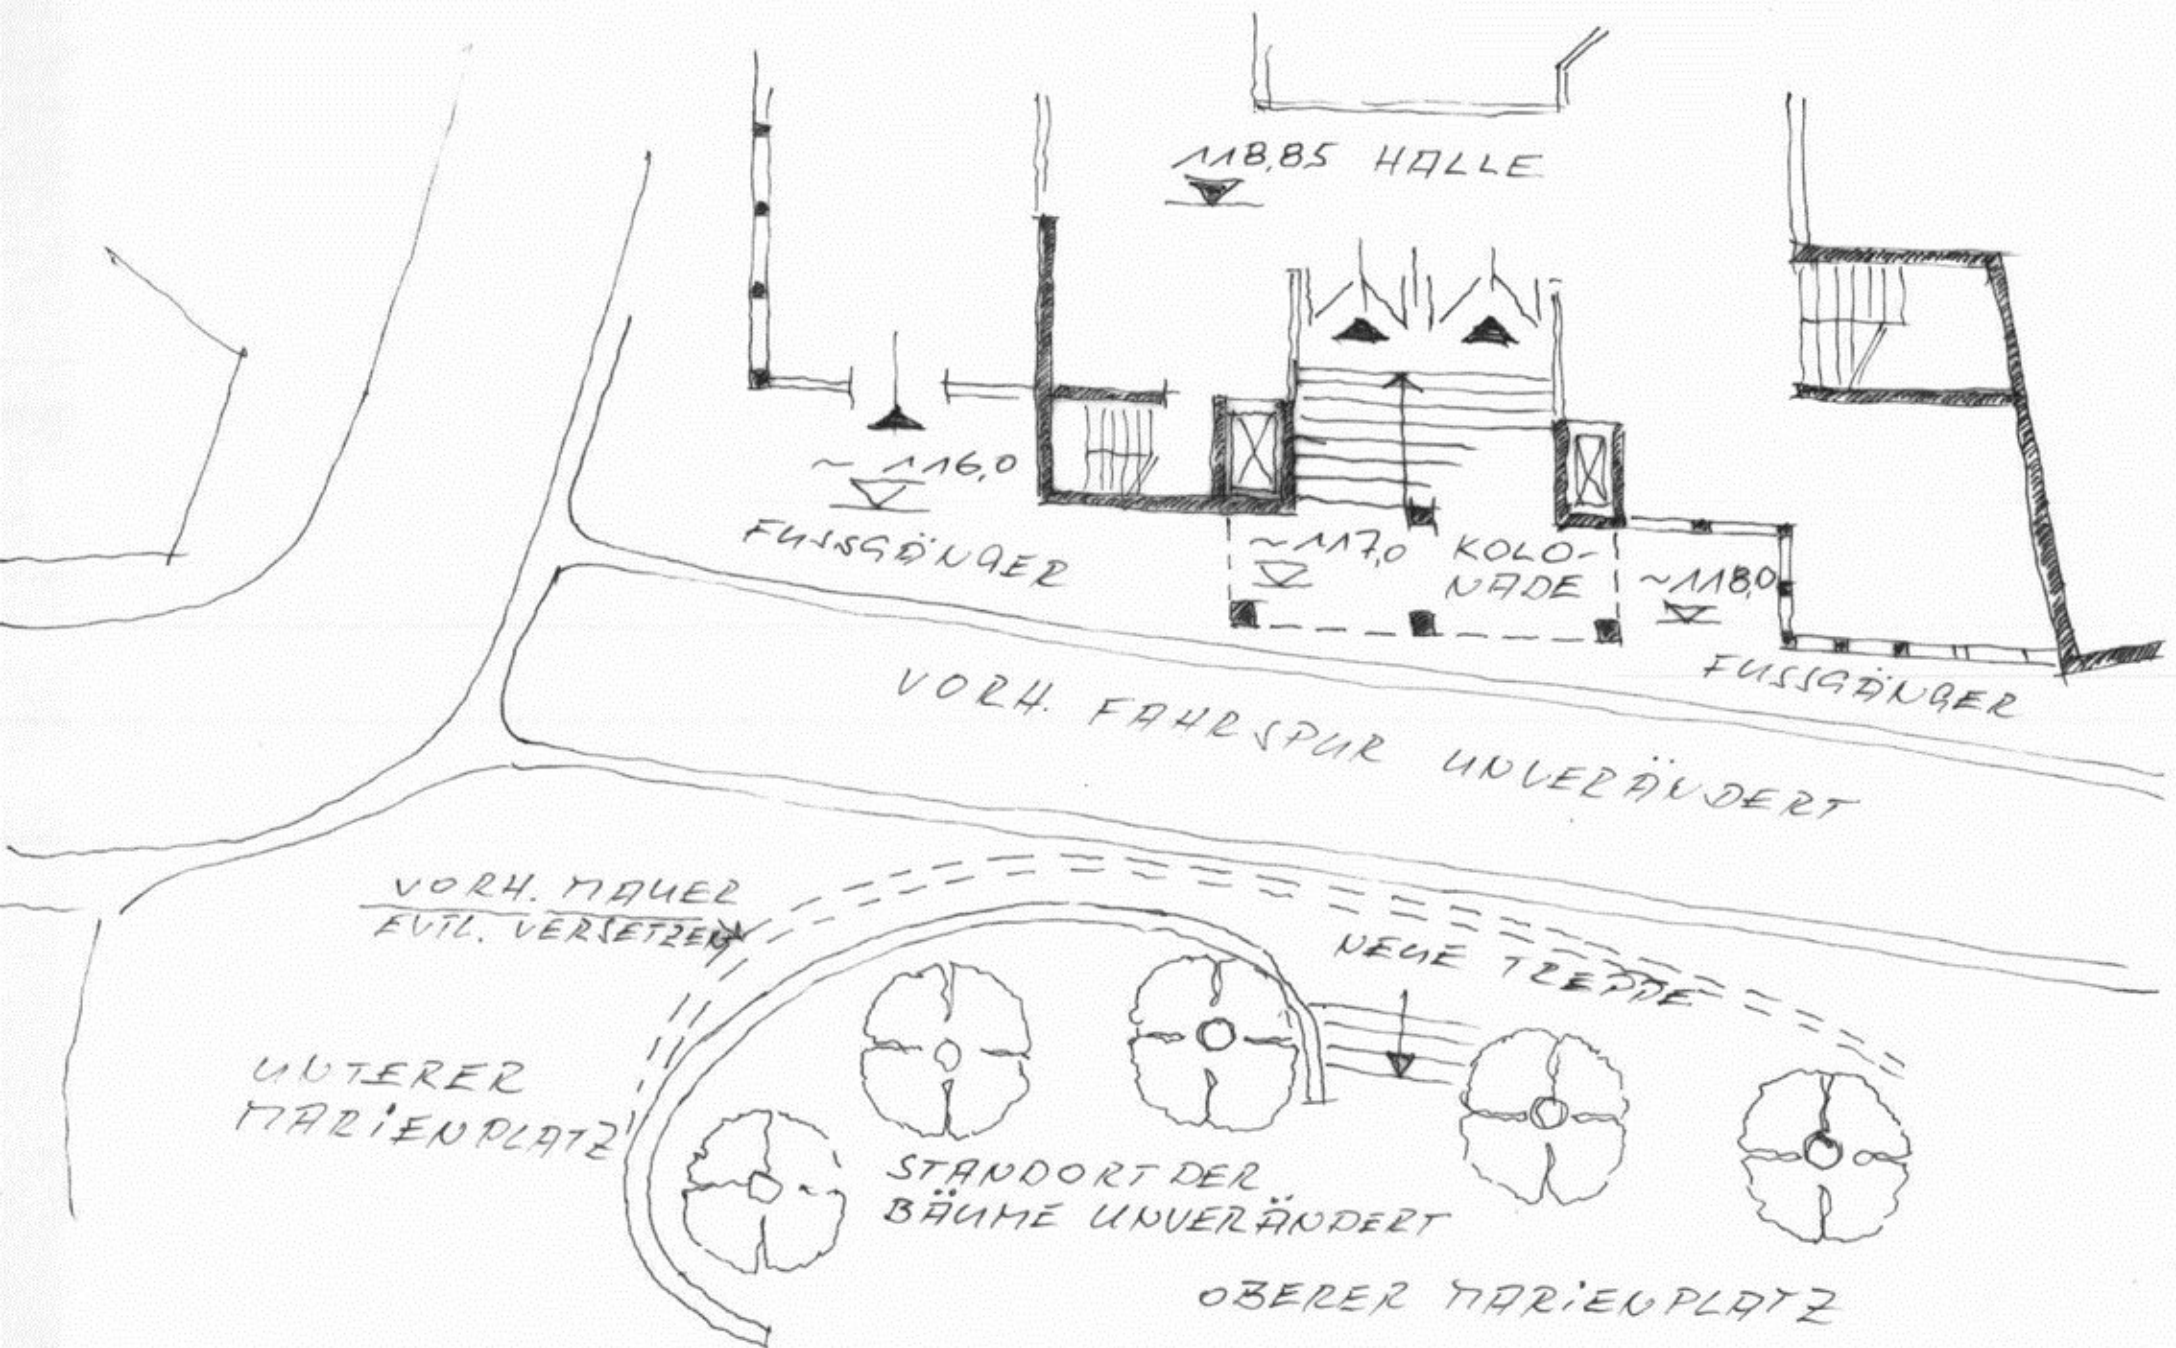 118,85 HALLE
~ 116,0
FUSSGÄNGER
~117,0
KOLO-
NADE
~118,0
FUSSGÄNGER
VORH. FAHRSPUR UNVERÄNDERT
VORH. MAUER
EVTL. VERSETZEN
NEUE TREPPE
UNTERER
MARiENPLATZ
STANDORT DER
BÄUME UNVERÄNDERT
OBERER MARiENPLATZ